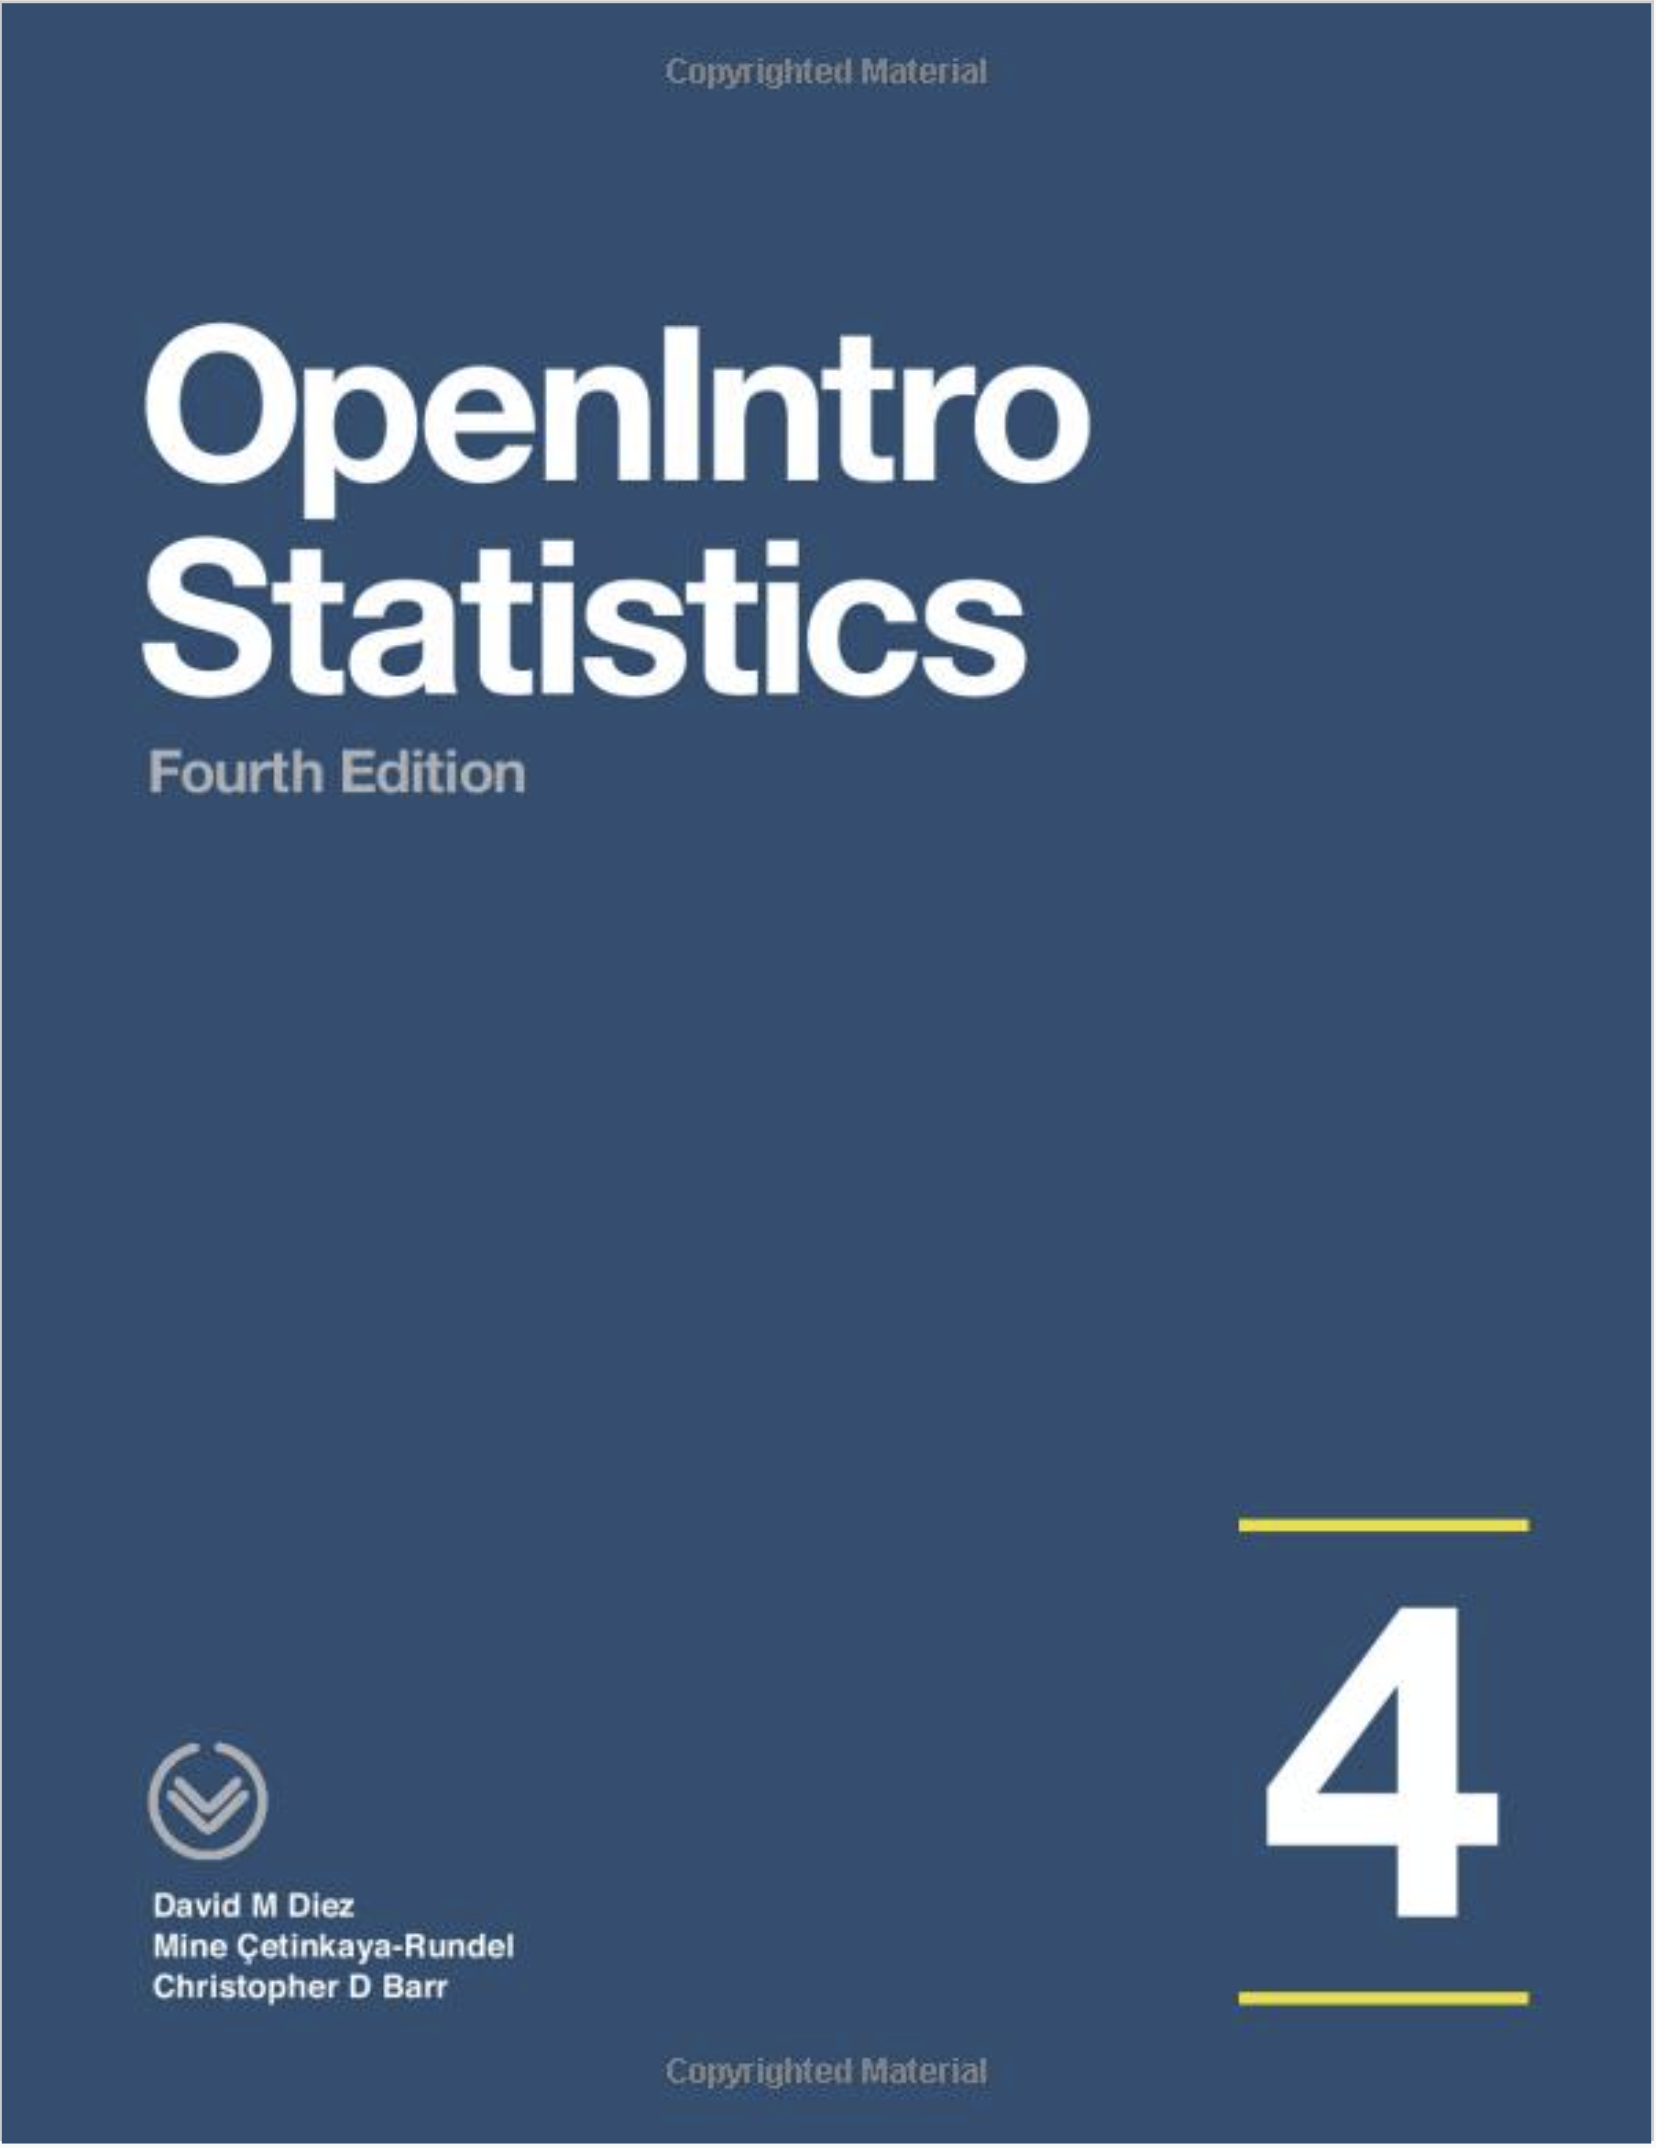 Copyrighted Material
OpenIntro
Statistics
Fourth Edition
4
David M Diez
Mine Çetinkaya-Rundel
Christopher D Barr
Copyrighted Material